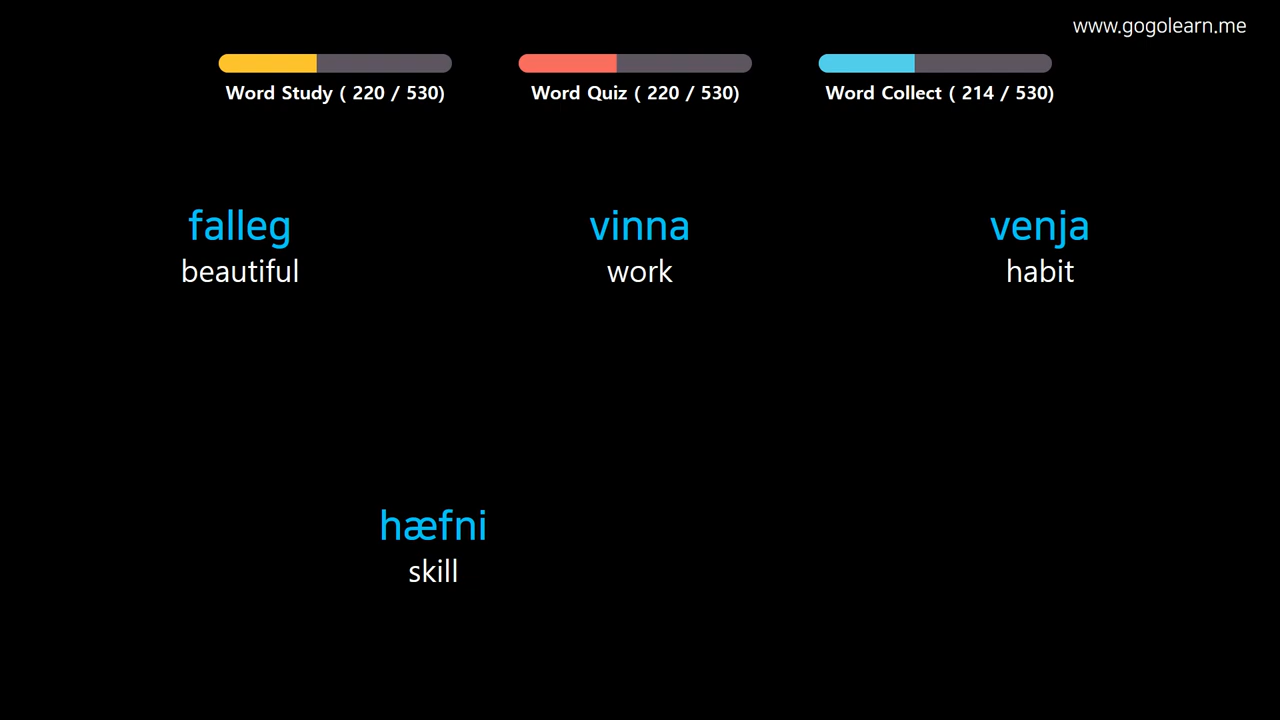 www.gogolearn.me
Word Study ( 220 / 530)
Word Quiz ( 220 / 530)
Word Collect ( 214 / 530)
falleg
beautiful
vinna
work
venja
habit
hæfni
skill